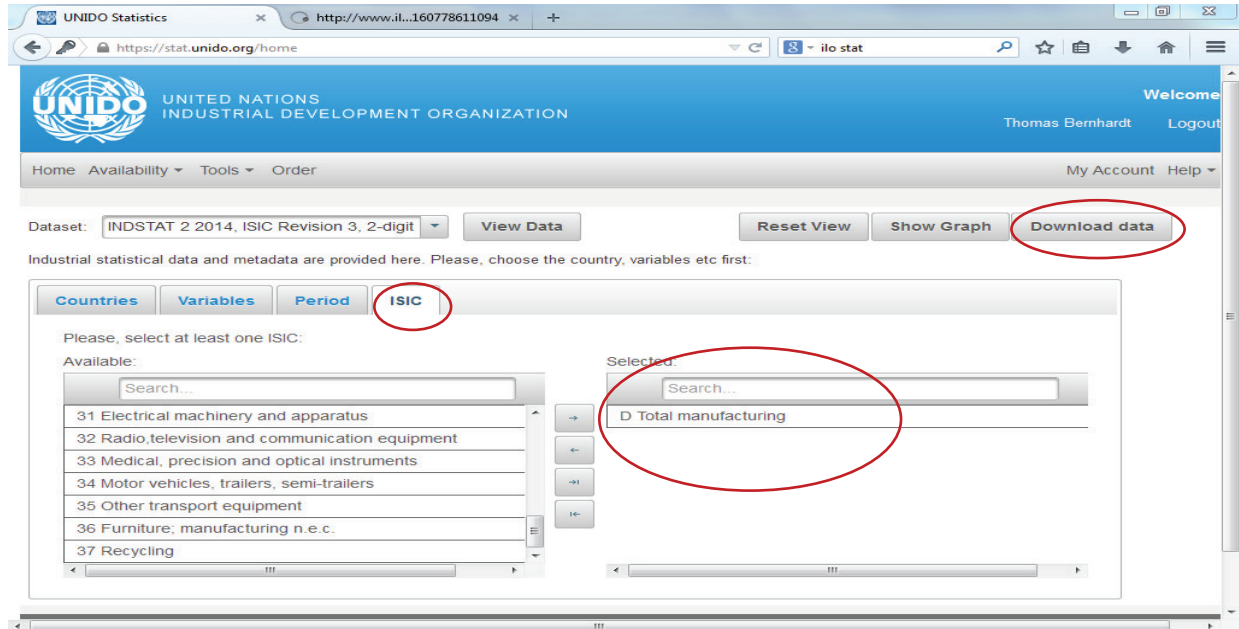 UNIDO Statistics http://www.il...160778611094
https://stat.unido.org/home ilo stat
UNIDO
UNITED NATIONS
INDUSTRIAL DEVELOPMENT ORGANIZATION
Welcome
Thomas Bernhardt Logout
Home Availability Tools Order My Account Help
Dataset: INDSTAT 2 2014, ISIC Revision 3, 2-digit View Data Reset View Show Graph Download data
Industrial statistical data and metadata are provided here. Please, choose the country, variables etc first:
Countries Variables Period ISIC
Please, select at least one ISIC:
Available: Selected:
Search... Search...
31 Electrical machinery and apparatus D Total manufacturing
32 Radio,television and communication equipment
33 Medical, precision and optical instruments
34 Motor vehicles, trailers, semi-trailers
35 Other transport equipment
36 Furniture; manufacturing n.e.c.
37 Recycling